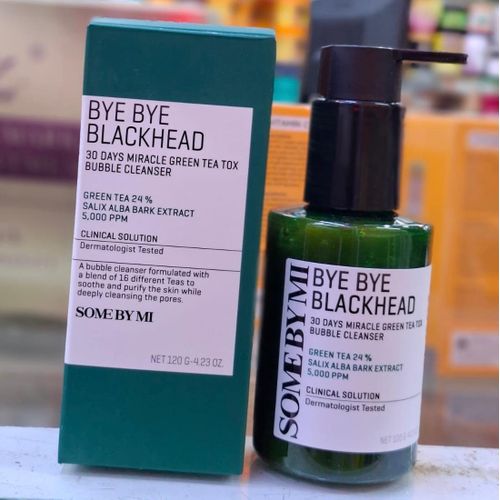 BYE BYE
BLACKHEAD
30 DAYS MIRACLE GREEN TEA TOX
BUBBLE CLEANSER
GREEN TEA 24 %
SALIX ALBA BARK EXTRACT
5,000 PPM
CLINICAL SOLUTION
Dermatologist Tested
A bubble cleanser formulated with
a blend of 16 different Teas to
soothe and purify the skin while
deeply cleansing the pores.
SOME BY MI
NET 120 G-4.23 OZ.
SOME BY MI
BYE BYE
BLACKHEAD
30 DAYS MIRACLE GREEN TEA TOX
BUBBLE CLEANSER
GREEN TEA 24 %
SALIX ALBA BARK EXTRACT
5,000 PPM
CLINICAL SOLUTION
Dermatologist Tested